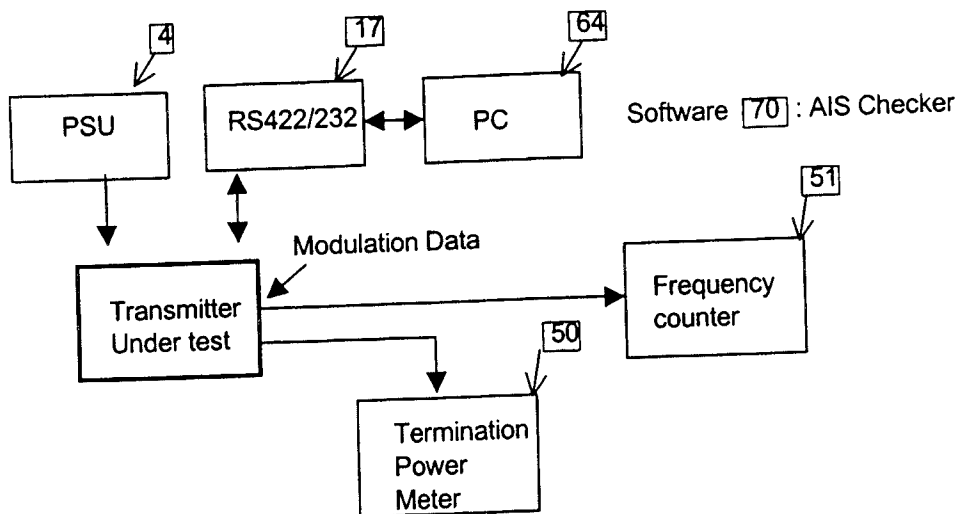 4
17
64
PSU
RS422/232
PC
Software 70 : AIS Checker
51
Modulation Data
Transmitter
Under test
Frequency
counter
50
Termination
Power
Meter